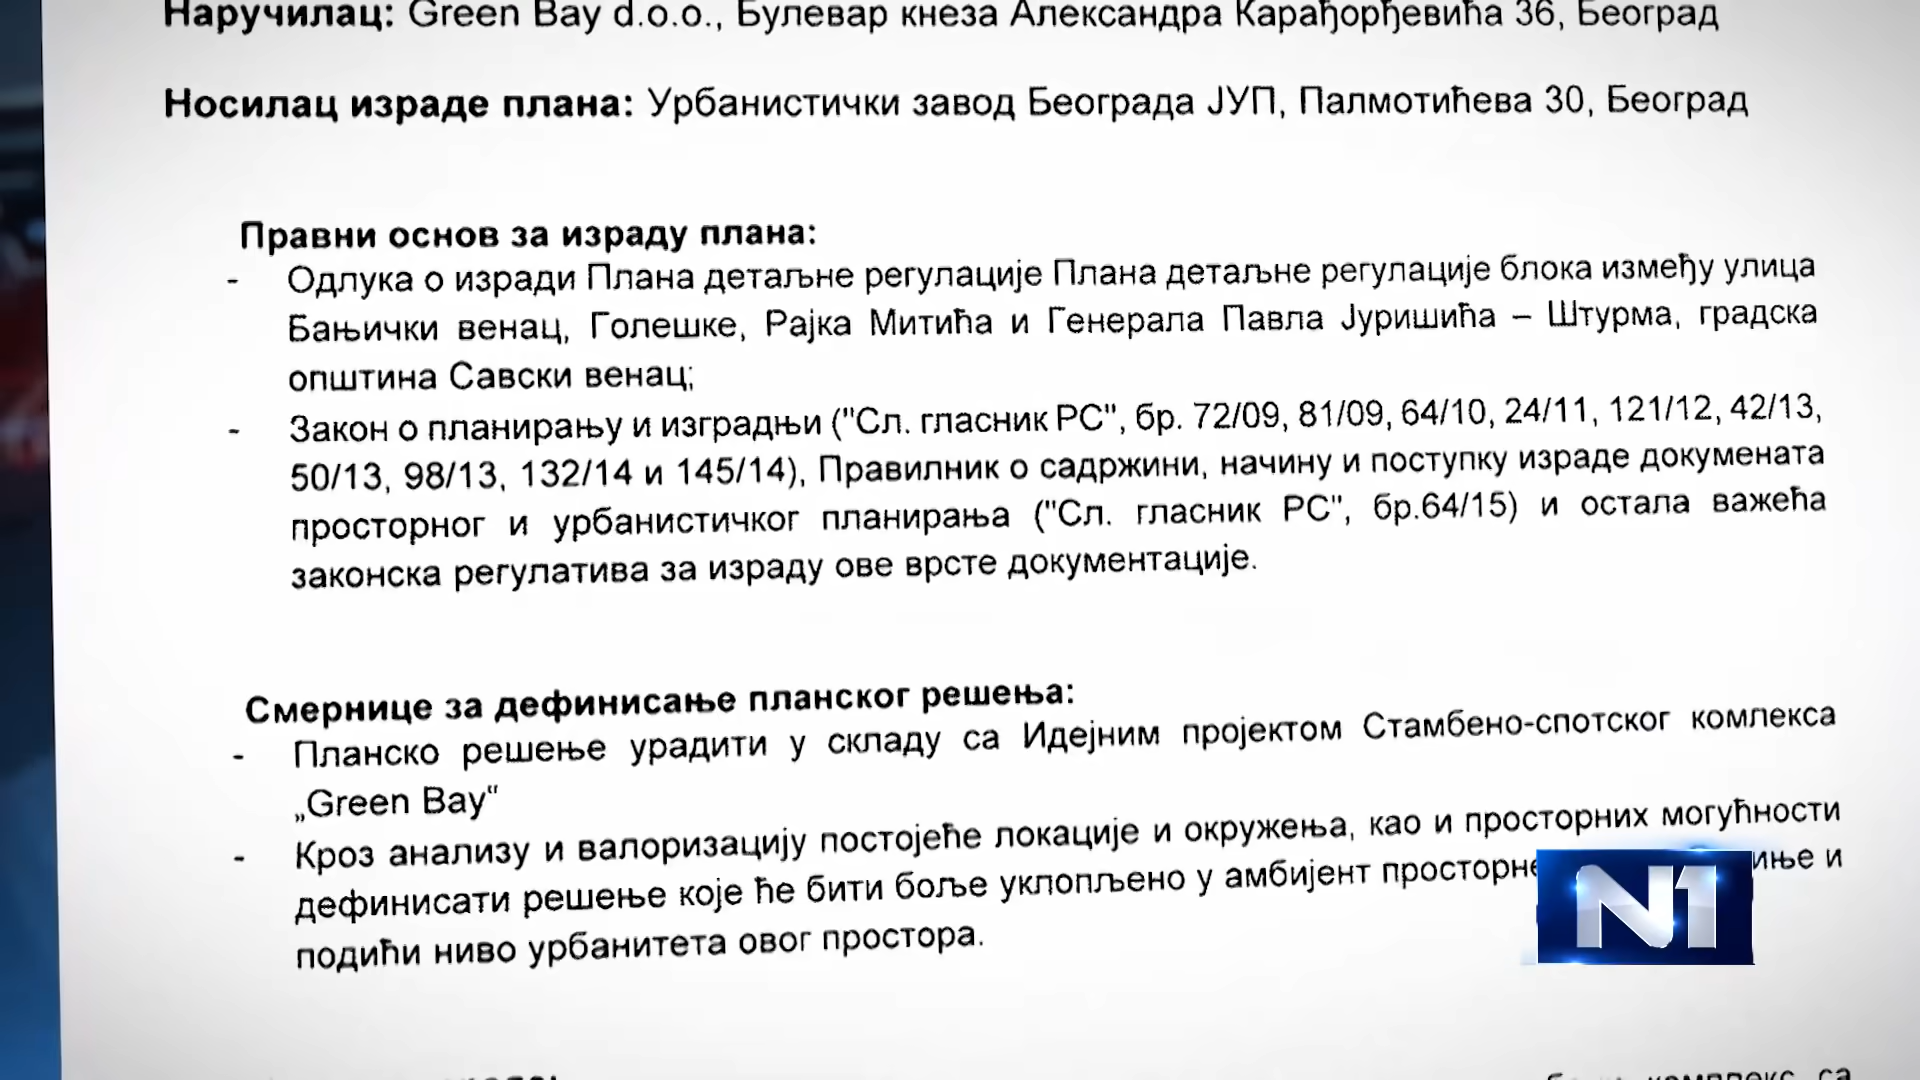 Наручилац: Green Bay d.o.o., Булевар кнеза Александра Карађорђевића 36, Београд
Носилац израде плана: Урбанистички завод Београда ЈУП, Палмотићева 30, Београд
Правни основ за израду плана:
- Одлука о изради Плана детаљне регулације Плана детаљне регулације блока између улица
Бањички венац, Голешке, Рајка Митића и Генерала Павла Јуришића – Штурма, градска
општина Савски венац;
- Закон о планирању и изградњи ("Сл. гласник РС", бр. 72/09, 81/09, 64/10, 24/11, 121/12, 42/13,
50/13, 98/13, 132/14 и 145/14), Правилник о садржини, начину и поступку израде докумената
просторног и урбанистичког планирања ("Сл. гласник РС", бр.64/15) и остала важећа
законска регулатива за израду ове врсте документације.
Смернице за дефинисање планског решења:
- Планско решење урадити у складу са Идејним пројектом Стамбено-спотског комлекса
„Green Bay“
- Кроз анализу и валоризацију постојеће локације и окружења, као и просторних могућности
дефинисати решење које ће бити боље уклопљено у амбијент и
подићи ниво урбанитета овог простора.
N1
са